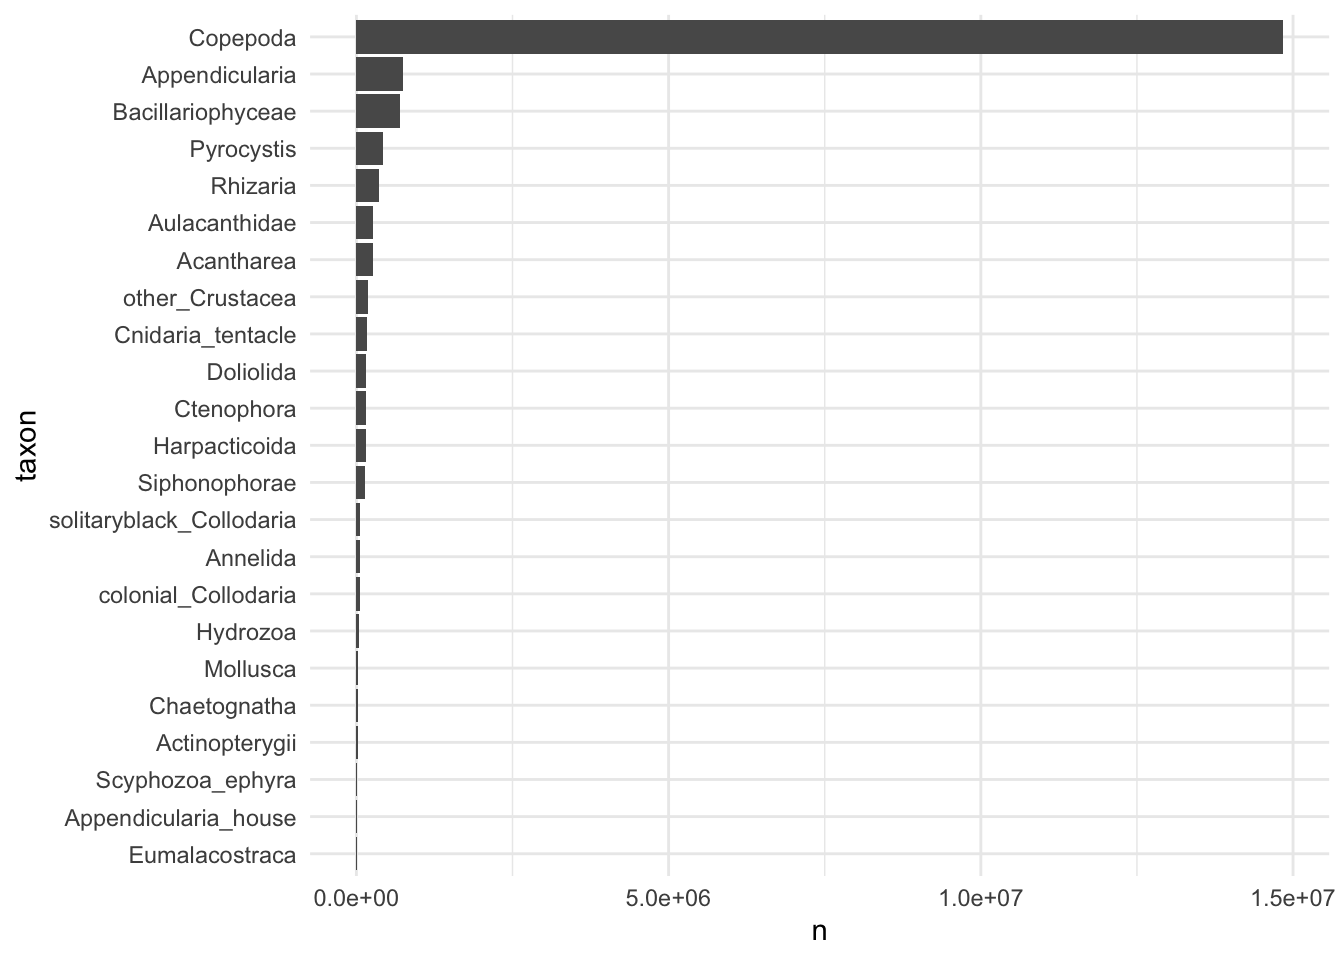 Copepoda
Appendicularia
Bacillariophyceae
Pyrocystis
Rhizaria
Aulacanthidae
Acantharea
other_Crustacea
Cnidaria_tentacle
Doliolida
Ctenophora
Harpacticoida
Siphonophorae
solitaryblack_Collodaria
Annelida
colonial_Collodaria
Hydrozoa
Mollusca
Chaetognatha
Actinopterygii
Scyphozoa_ephyra
Appendicularia_house
Eumalacostraca
taxon
0.0e+00 5.0e+06 1.0e+07 1.5e+07
n